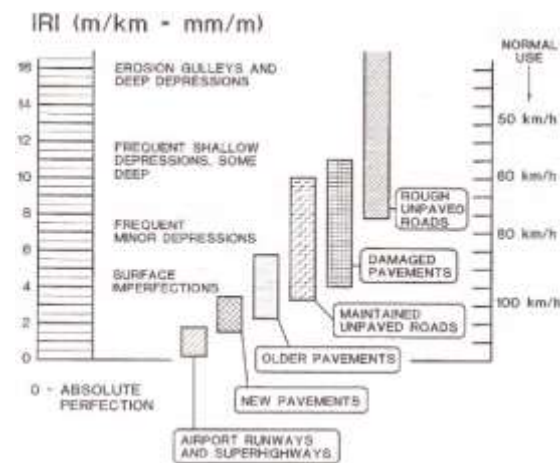 IRI (m/km - mm/m)
NORMAL
USE
16
14
12
10
8
6
4
2
0
EROSION GULLEYS AND
DEEP DEPRESSIONS
FREQUENT SHALLOW
DEPRESSIONS, SOME
DEEP
FREQUENT
MINOR DEPRESSIONS
SURFACE
IMPERFECTIONS
50 km/h
60 km/h
80 km/h
100 km/h
ROUGH
UNPAVED
ROADS
DAMAGED
PAVEMENTS
MAINTAINED
UNPAVED ROADS
OLDER PAVEMENTS
NEW PAVEMENTS
AIRPORT RUNWAYS
AND SUPERHIGHWAYS
0 - ABSOLUTE
PERFECTION